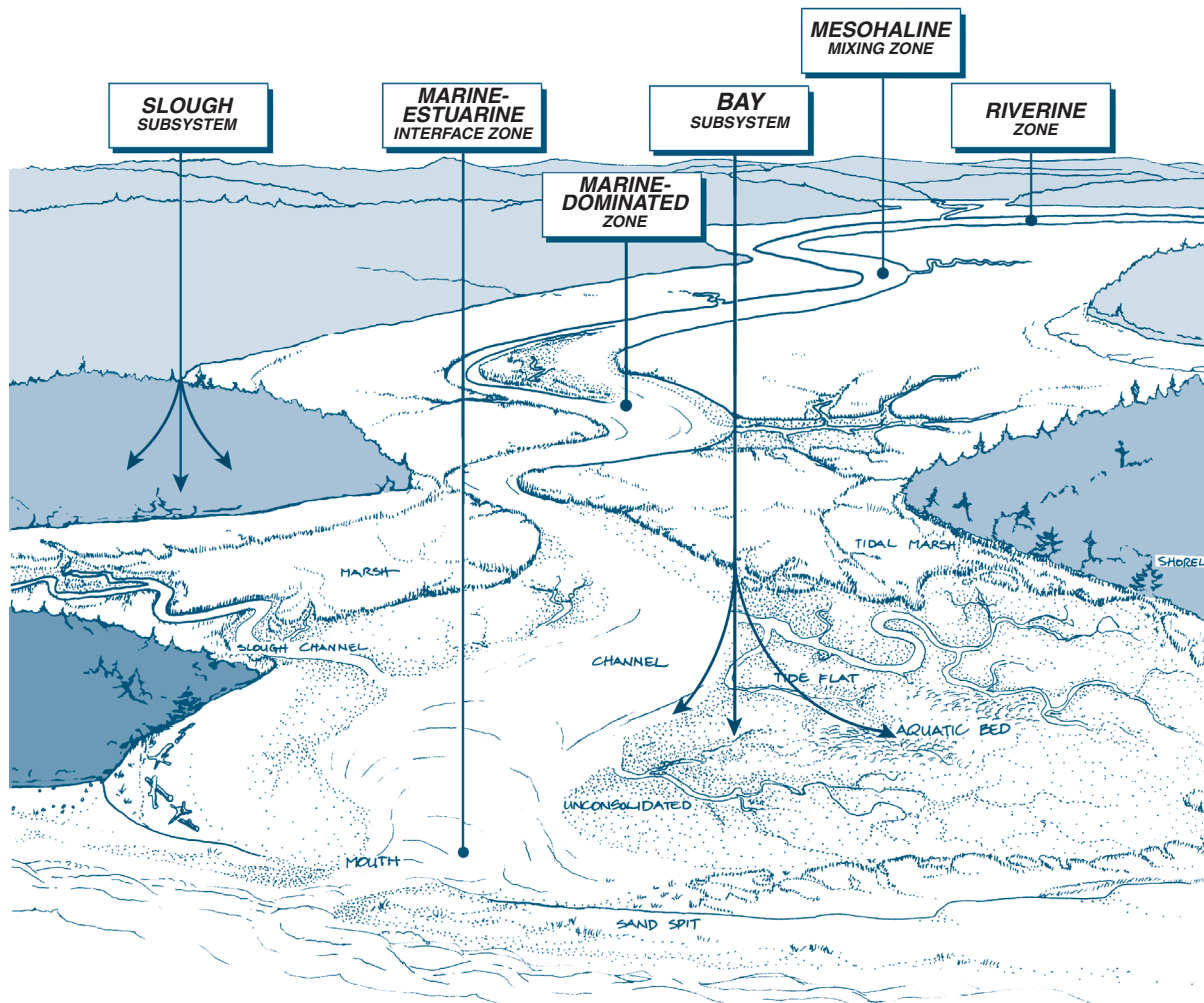 MESOHALINE
MIXING ZONE
SLOUGH
SUBSYSTEM
MARINE-
ESTUARINE
INTERFACE ZONE
BAY
SUBSYSTEM
RIVERINE
ZONE
MARINE-
DOMINATED
ZONE
TIDAL MARSH
SHOREL
MARSH
SLOUGH CHANNEL
CHANNEL
TIDE FLAT
AQUATIC BED
UNCONSOLIDATED
MOUTH
SAND SPIT